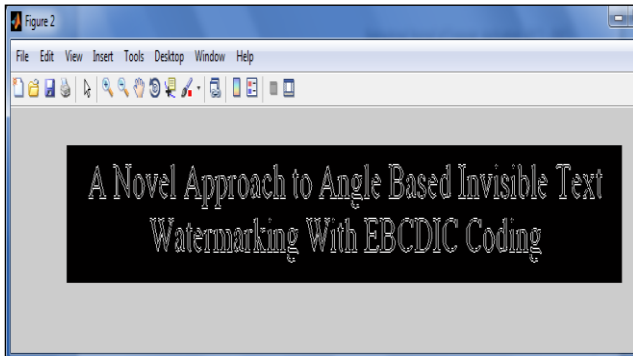 Figure 2
File Edit View Insert Tools Desktop Window Help
A Novel Approach to Angle Based Invisible Text
Watermarking With EBCDIC Coding